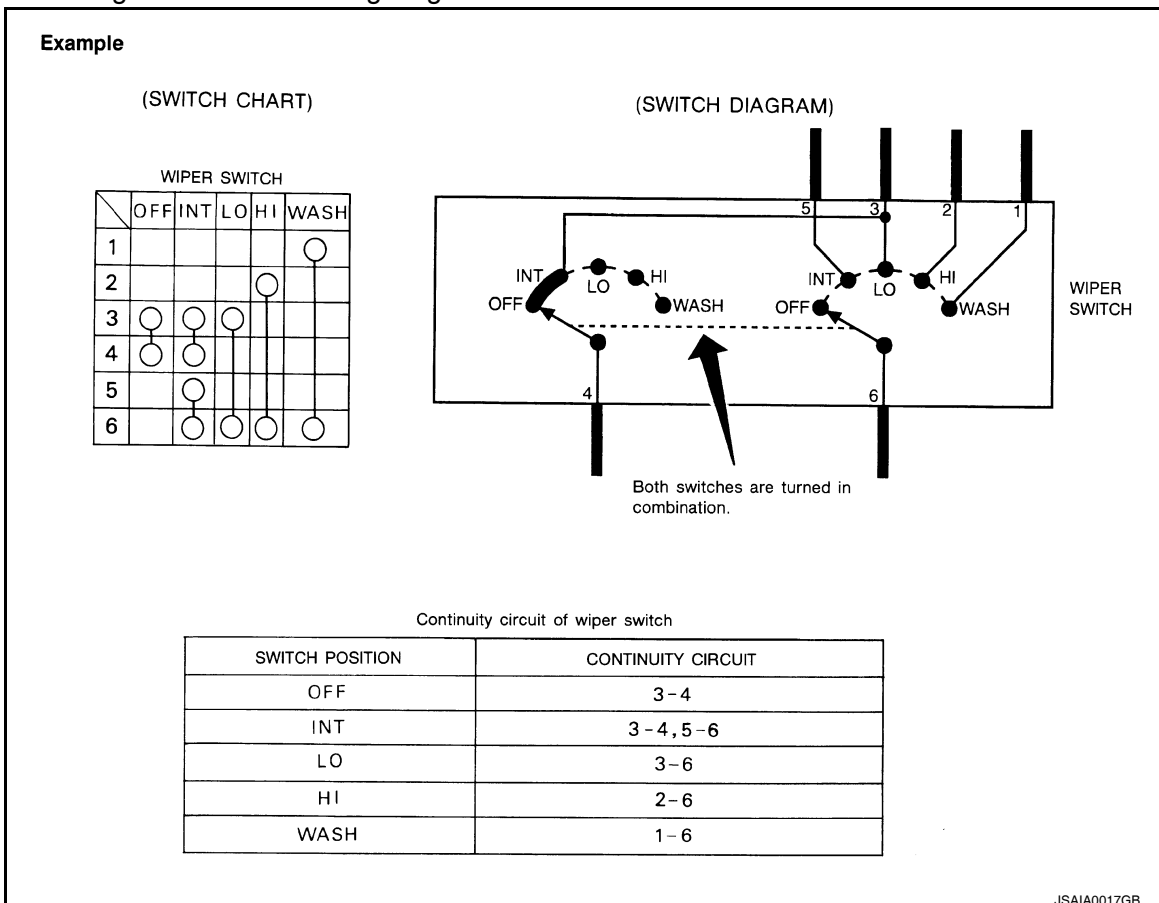 Example
(SWITCH CHART)
(SWITCH DIAGRAM)
WIPER SWITCH
OFF INT LO HI WASH
1
2
3
4
5
6
5 3 2 1
INT LO HI
OFF WASH
INT LO HI
OFF WASH
WIPER
SWITCH
4 6
Both switches are turned in
combination.
Continuity circuit of wiper switch
SWITCH POSITION CONTINUITY CIRCUIT
OFF 3-4
INT 3-4, 5-6
LO 3-6
HI 2-6
WASH 1-6
JSAIA0017GB